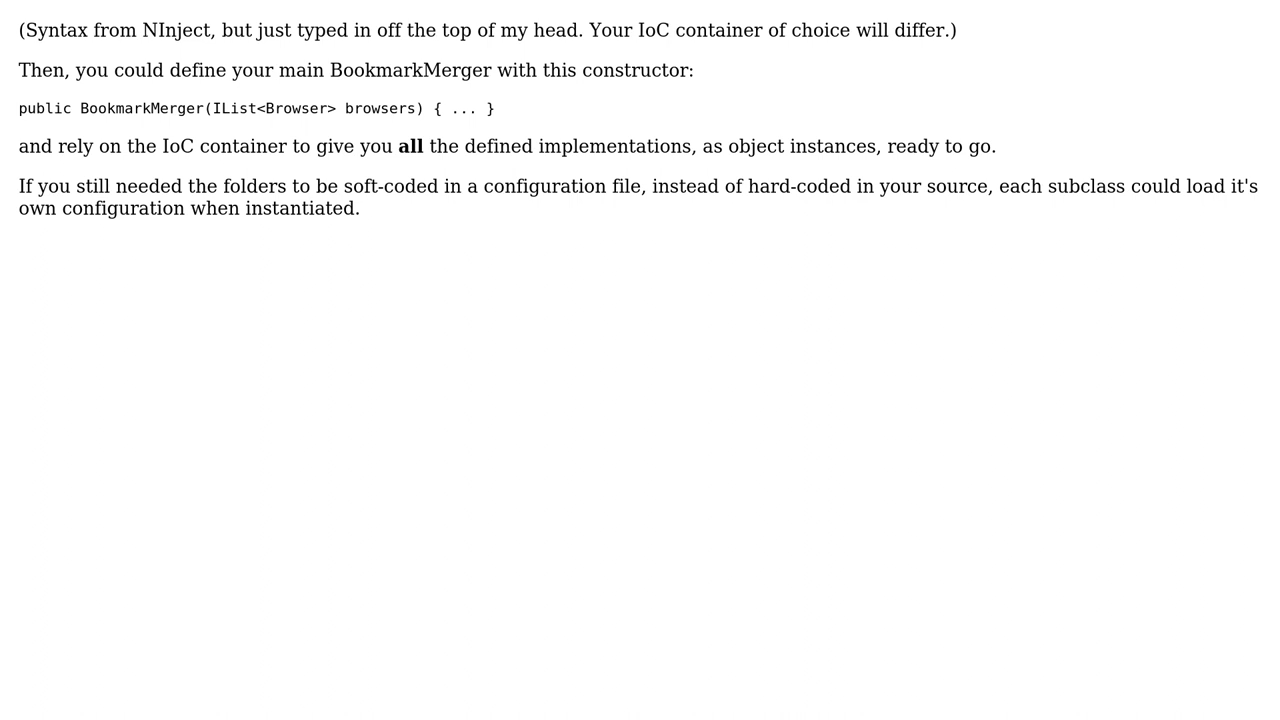 (Syntax from NInject, but just typed in off the top of my head. Your IoC container of choice will differ.)
Then, you could define your main BookmarkMerger with this constructor:
public BookmarkMerger(IList<Browser> browsers) { ... }
and rely on the IoC container to give you all the defined implementations, as object instances, ready to go.
If you still needed the folders to be soft-coded in a configuration file, instead of hard-coded in your source, each subclass could load it's
own configuration when instantiated.